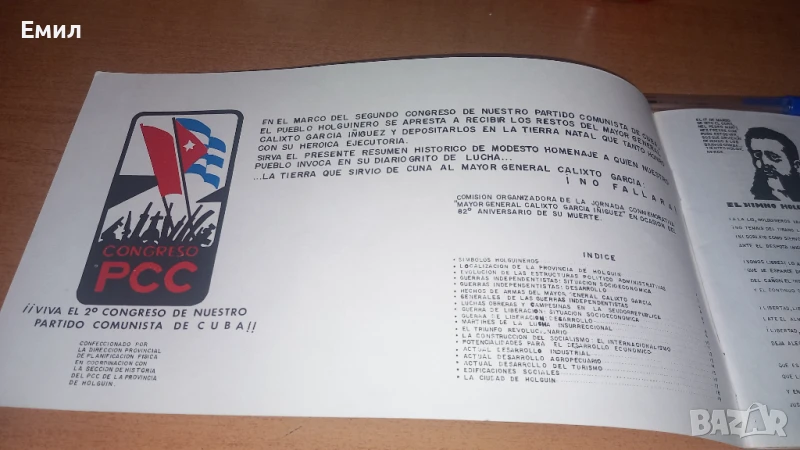 Емил
EN EL MARCO DEL SEGUNDO CONGRESO DE NUESTRO PARTIDO COMUNISTA DE CUBA
EL PUEBLO HOLGUINERO SE APRESTA A RECIBIR LOS RESTOS DEL MAYOR GENERAL
CALIXTO GARCIA IÑIGUEZ Y DEPOSITARLOS EN LA TIERRA NATAL QUE TANTO HONRO
CON SU HEROICA EJECUTORIA.
SIRVA EL PRESENTE RESUMEN HISTORICO DE MODESTO HOMENAJE A QUIEN NUESTRO
PUEBLO INVOCA EN SU DIARIO GRITO DE LUCHA...
...LA TIERRA QUE SIRVIO DE CUNA AL MAYOR GENERAL CALIXTO GARCIA:
¡NO FALLARA!
COMISION ORGANIZADORA DE LA JORNADA CONMEMORATIVA
"MAYOR GENERAL CALIXTO GARCIA IÑIGUEZ" EN OCASION DEL
82º ANIVERSARIO DE SU MUERTE.
CONGRESO
PCC
¡¡VIVA EL 2º CONGRESO DE NUESTRO
PARTIDO COMUNISTA DE CUBA!!
CONFECCIONADO POR
LA DIRECCION PROVINCIAL
DE PLANIFICACION FISICA
EN COORDINACION CON
LA SECCION DE HISTORIA
DEL PCC DE LA PROVINCIA
DE HOLGUIN.
INDICE
• SIMBOLOS HOLGUINEROS
• LOCALIZACION DE LA PROVINCIA DE HOLGUIN
• EVOLUCION DE LAS ESTRUCTURAS POLITICO ADMINISTRATIVAS
• GUERRAS INDEPENDENTISTAS: SITUACION SOCIOECONOMICA
• GUERRAS INDEPENDENTISTAS: DESARROLLO
• HECHOS DE ARMAS DEL MAYOR GENERAL CALIXTO GARCIA
• GENERALES DE LAS GUERRAS INDEPENDENTISTAS
• LUCHAS OBRERAS Y CAMPESINAS EN LA SEUDOREPUBLICA
• GUERRA DE LIBERACION: SITUACION SOCIOECONOMICA
• GUERRA DE LIBERACION: DESARROLLO
• MARTIRES DE LA LUCHA INSURRECCIONAL
• EL TRIUNFO REVOLUCIONARIO
• LA CONSTRUCCION DEL SOCIALISMO. EL INTERNACIONALISMO
• POTENCIALIDADES PARA EL DESARROLLO ECONOMICO
• ACTUAL DESARROLLO INDUSTRIAL
• ACTUAL DESARROLLO AGROPECUARIO
• ACTUAL DESARROLLO DEL TURISMO
• EDIFICACIONES SOCIALES
• LA CIUDAD DE HOLGUIN
EL HIMNO
BAZAR